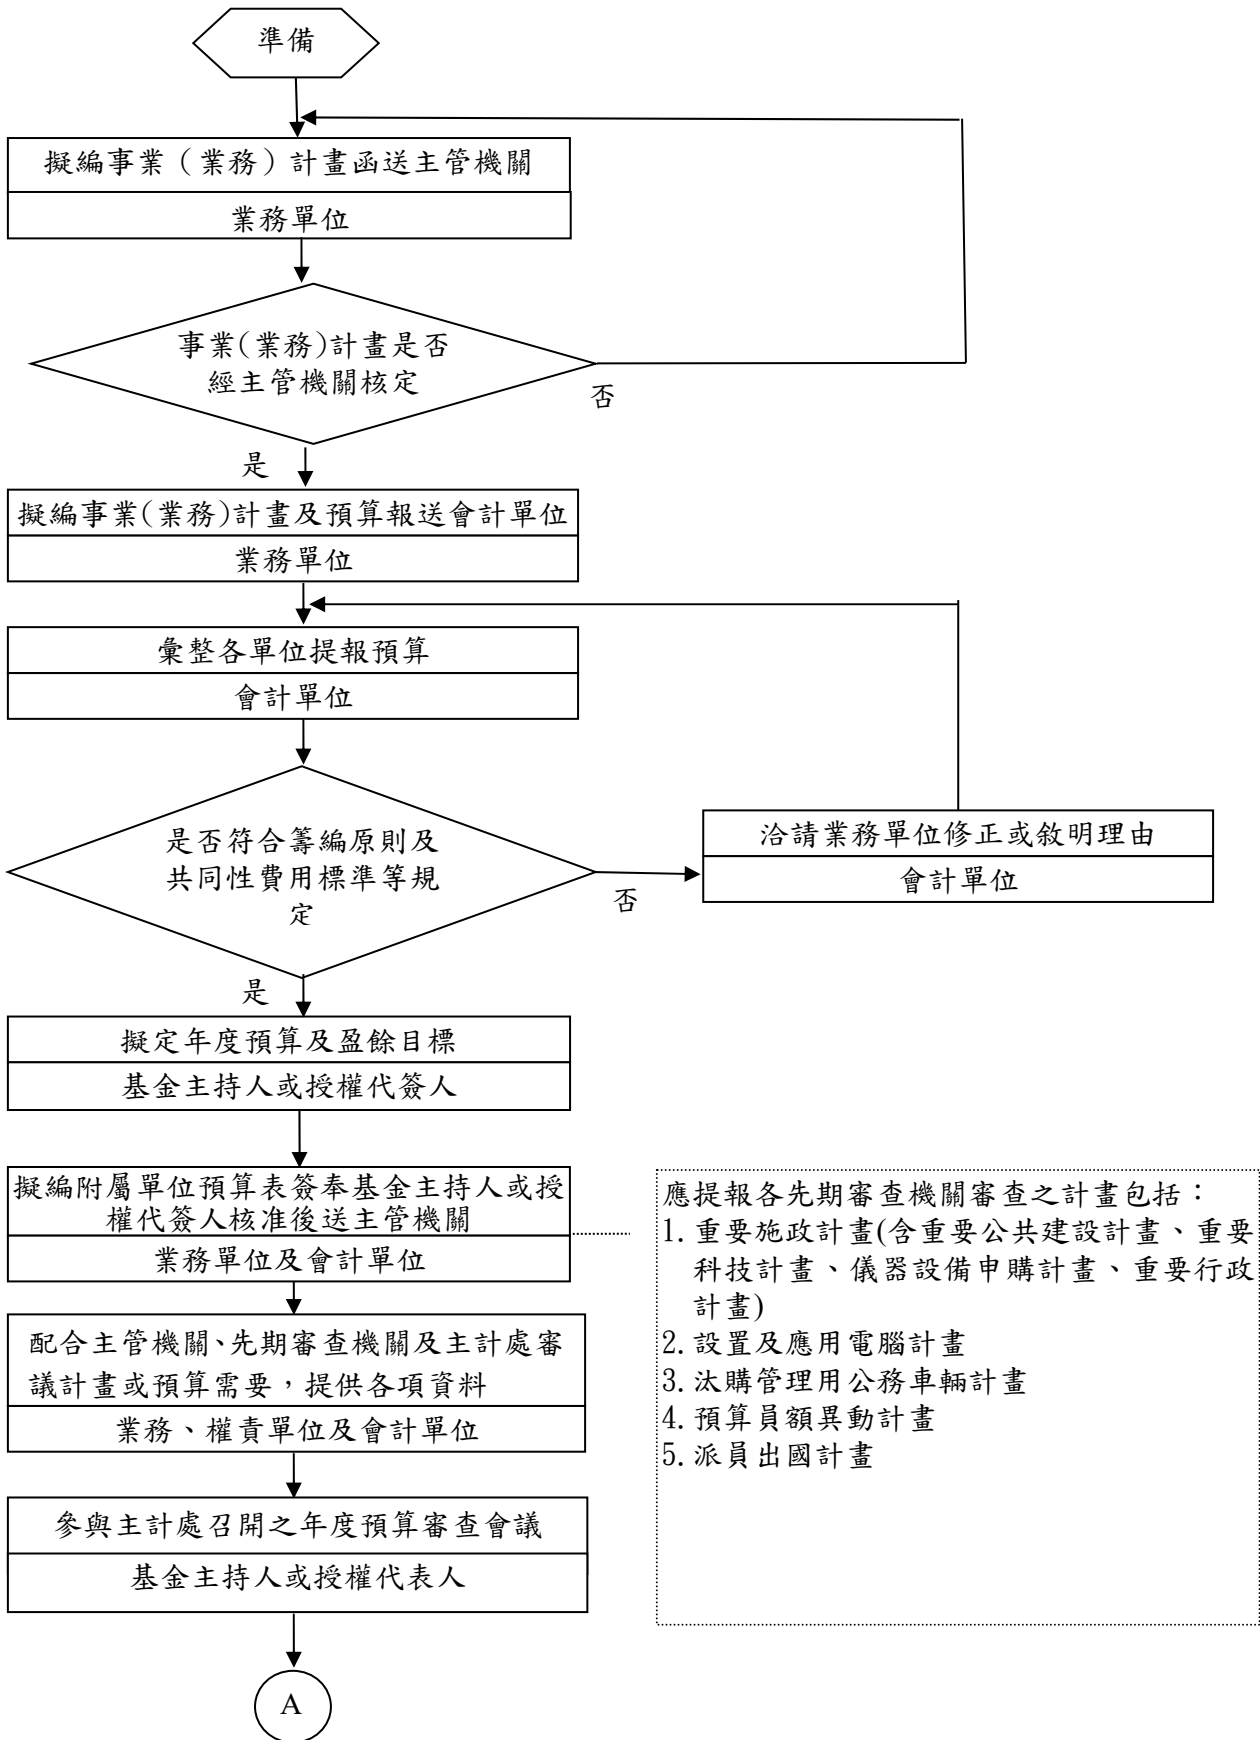 準備
擬編事業（業務）計畫函送主管機關
業務單位
事業(業務)計畫是否
經主管機關核定
否
是
擬編事業(業務)計畫及預算報送會計單位
業務單位
彙整各單位提報預算
會計單位
是否符合籌編原則及
共同性費用標準等規
定
否
洽請業務單位修正或敘明理由
會計單位
是
擬定年度預算及盈餘目標
基金主持人或授權代簽人
擬編附屬單位預算表簽奉基金主持人或授
權代簽人核准後送主管機關
業務單位及會計單位
應提報各先期審查機關審查之計畫包括：
1. 重要施政計畫(含重要公共建設計畫、重要
科技計畫、儀器設備申購計畫、重要行政
計畫)
2. 設置及應用電腦計畫
3. 汰購管理用公務車輛計畫
4. 預算員額異動計畫
5. 派員出國計畫
配合主管機關、先期審查機關及主計處審
議計畫或預算需要，提供各項資料
業務、權責單位及會計單位
參與主計處召開之年度預算審查會議
基金主持人或授權代表人
A